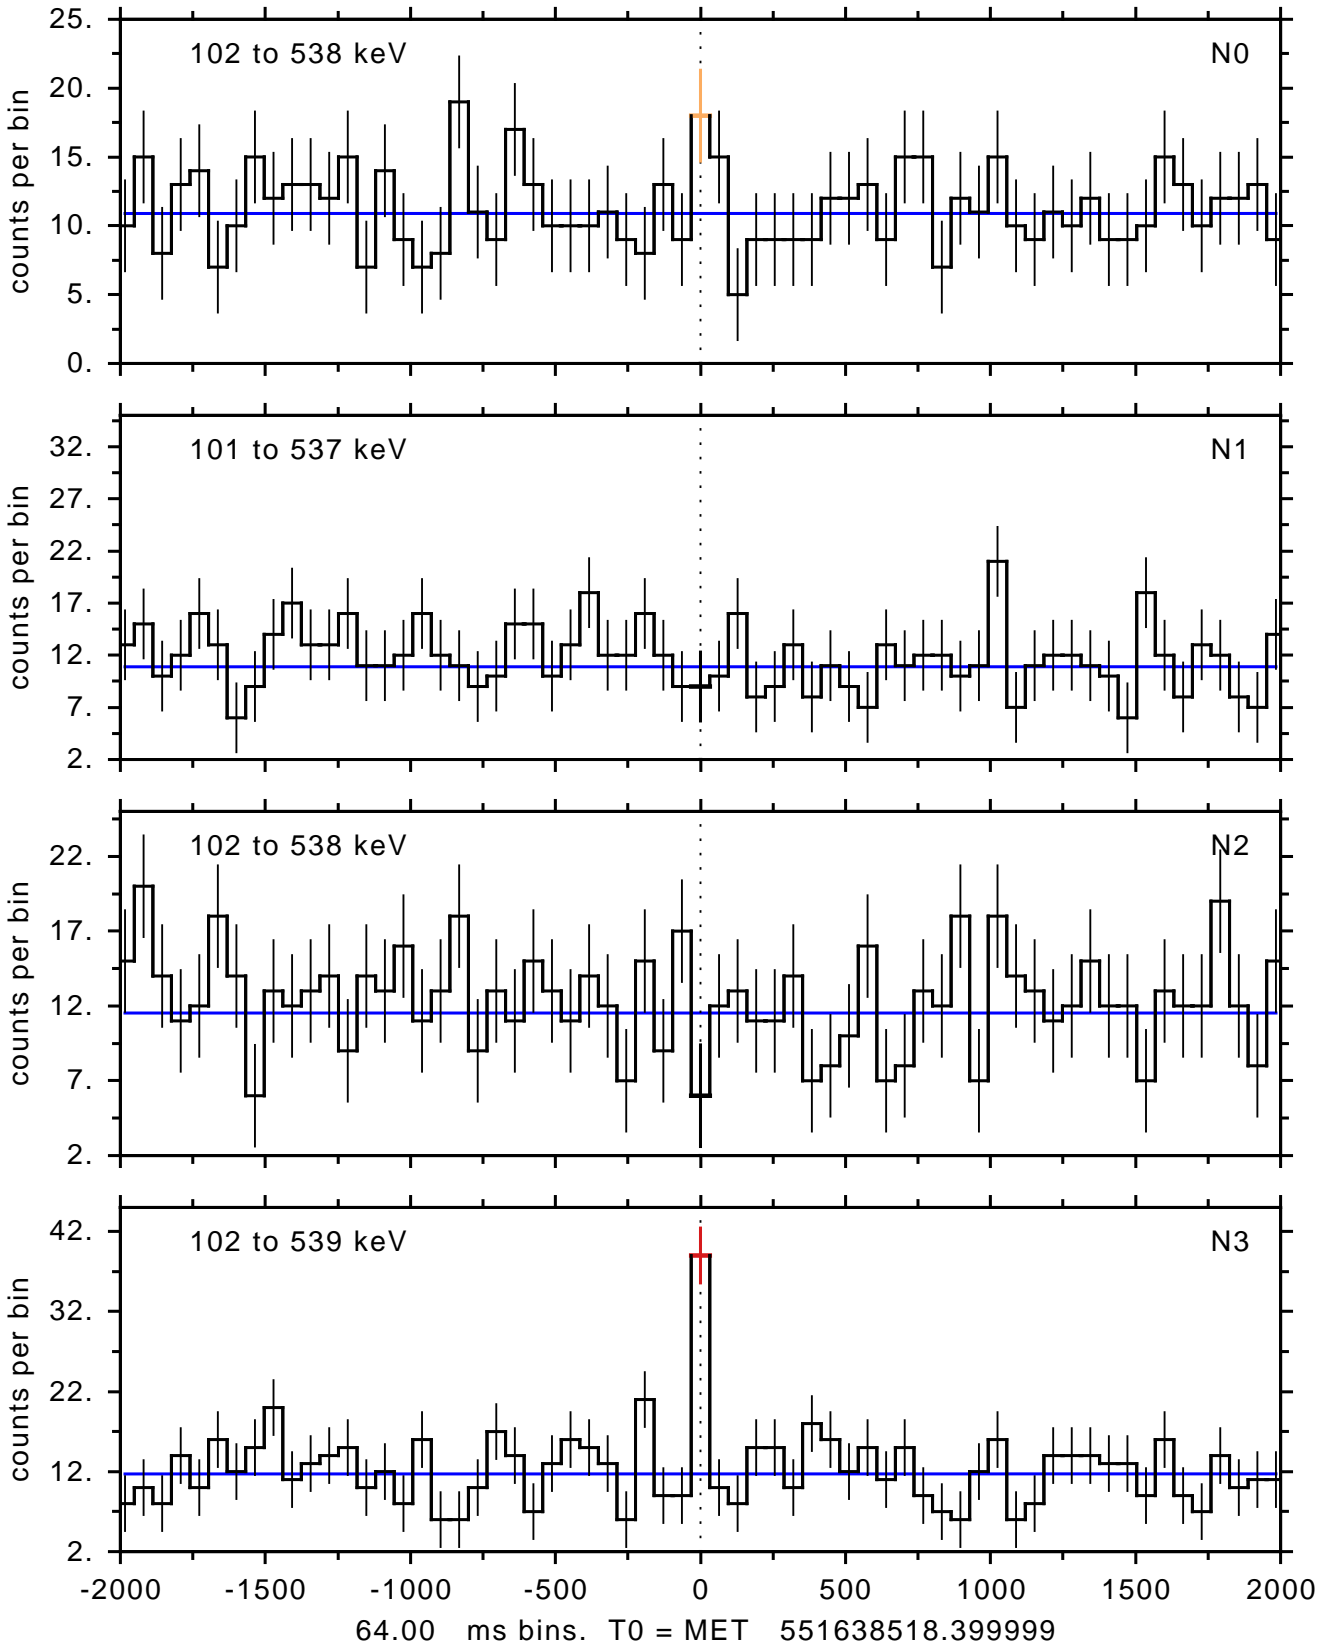 25.
20.
15.
10.
5.
0.
counts per bin
102 to 538 keV
N0
32.
27.
22.
17.
12.
7.
2.
counts per bin
101 to 537 keV
N1
22.
17.
12.
7.
2.
counts per bin
102 to 538 keV
N2
42.
32.
22.
12.
2.
counts per bin
102 to 539 keV
N3
-2000 -1500 -1000 -500 0 500 1000 1500 2000
64.00 ms bins. T0 = MET 551638518.399999